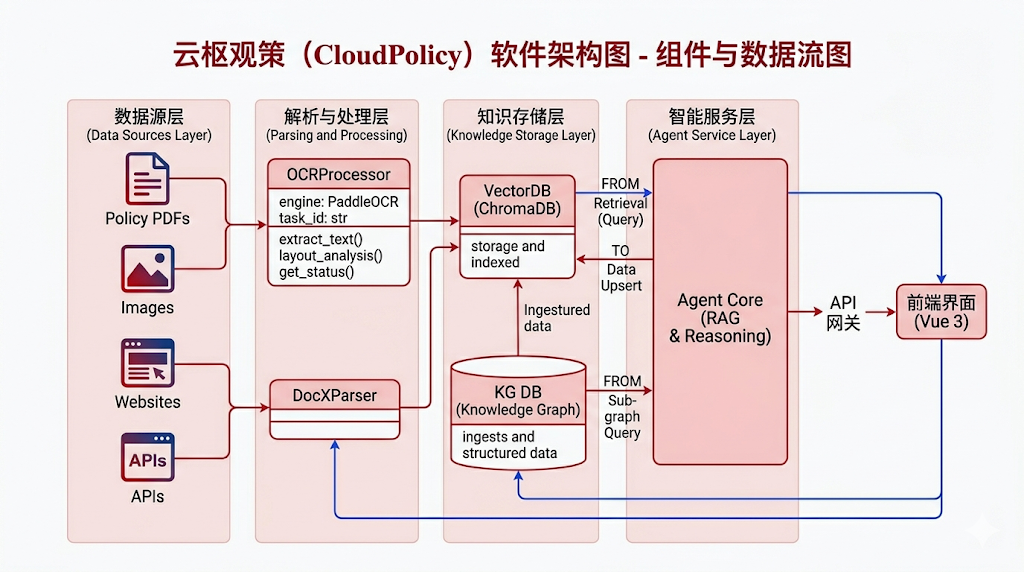 云枢观策（CloudPolicy）软件架构图 - 组件与数据流图
数据源层
(Data Sources Layer)
Policy PDFs
Images
Websites
APIs
APIs
解析与处理层
(Parsing and Processing)
OCRProcessor
engine: PaddleOCR
task_id: str
extract_text()
layout_analysis()
get_status()
DocXParser
知识存储层
(Knowledge Storage Layer)
VectorDB
(ChromaDB)
storage and
indexed
Ingestured
data
KG DB
(Knowledge Graph)
ingests and
structured data
智能服务层
(Agent Service Layer)
FROM
Retrieval
(Query)
TO
Data
Upsert
FROM
Sub-
graph
Query
Agent Core
(RAG
& Reasoning)
API
网关
前端界面
(Vue 3)